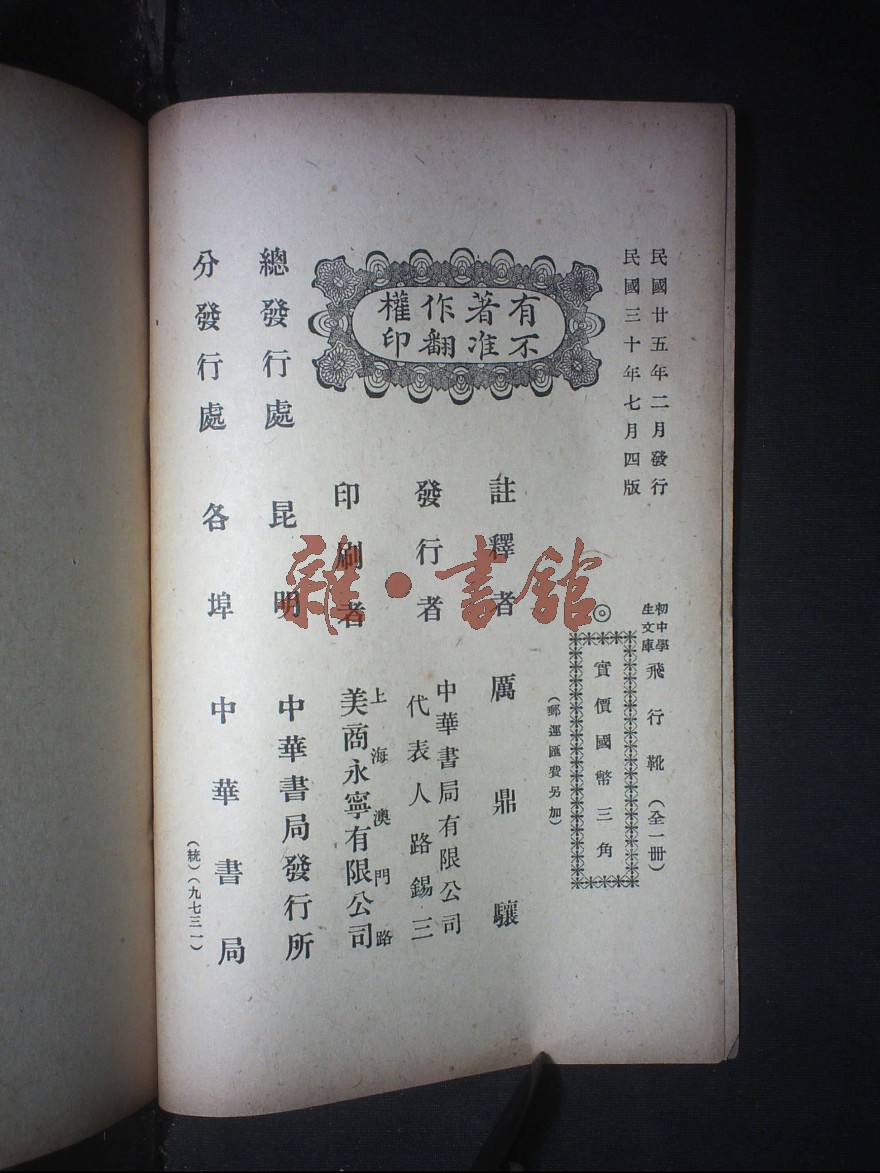 民國廿五年二月發行
民國三十年七月四版
初中學
生文庫
飛行靴（全一册）
◎
實價國幣三角
（郵運匯費另加）
有著作權
不准翻印
註釋者 厲鼎驤
發行者
中華書局有限公司
代表人路錫三
印刷者
上海澳門路
美商永寧有限公司
總發行處 昆明 中華書局發行所
分發行處 各埠 中華書局
（統）（九七三一）
雜·書館